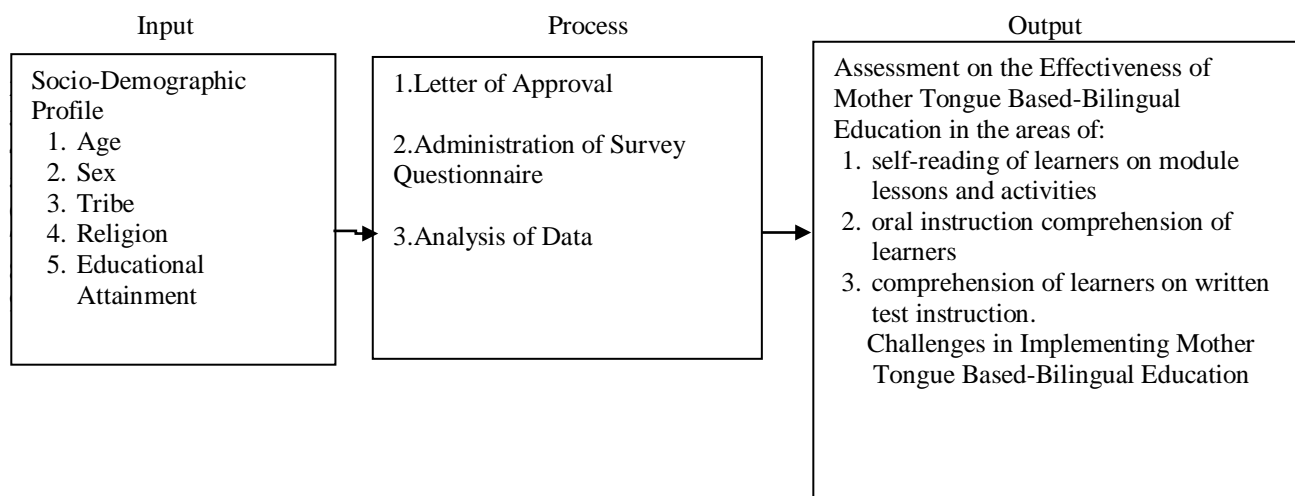 Input
Process
Output
Socio-Demographic
Profile
1. Age
2. Sex
3. Tribe
4. Religion
5. Educational
Attainment
1.Letter of Approval
2.Administration of Survey
Questionnaire
3.Analysis of Data
Assessment on the Effectiveness of
Mother Tongue Based-Bilingual
Education in the areas of:
1. self-reading of learners on module
lessons and activities
2. oral instruction comprehension of
learners
3. comprehension of learners on written
test instruction.
Challenges in Implementing Mother
Tongue Based-Bilingual Education